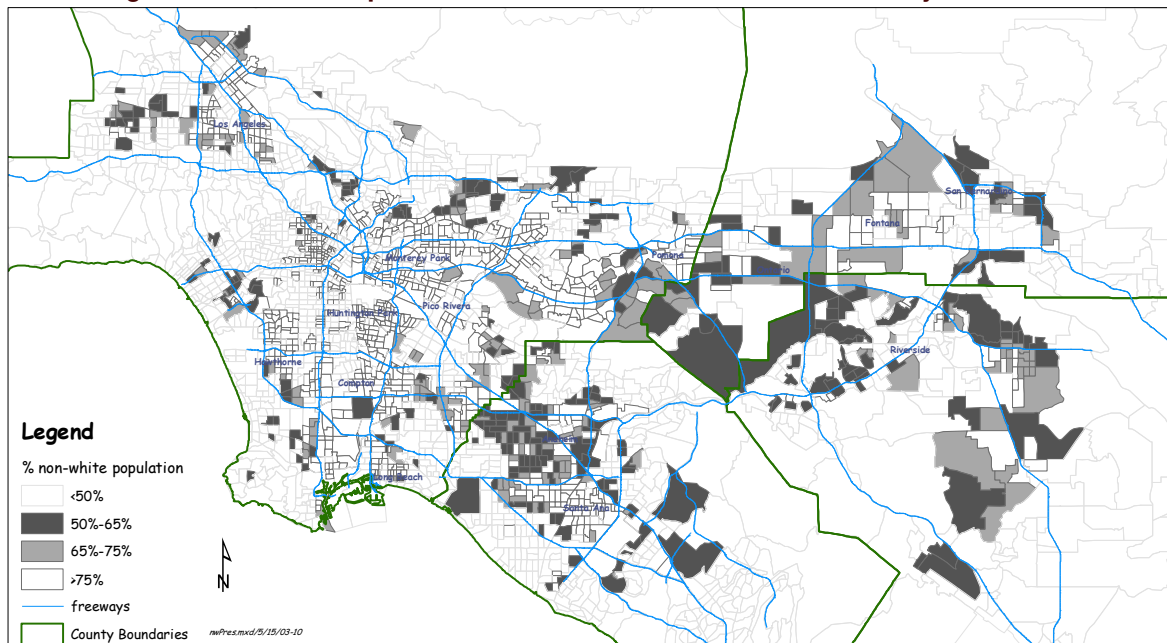 Los Angeles
San Bernardino
Fontana
Monterey Park
Pomona
Ontario
Pico Rivera
Huntington Park
Riverside
Hawthorne
Compton
Anaheim
Long Beach
Santa Ana
Legend
% non-white population
<50%
50%-65%
65%-75%
>75%
freeways
County Boundaries
N
nwPres.mxd/5/15/03-10